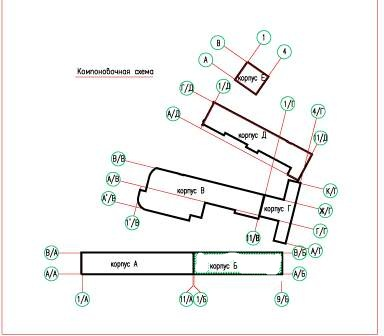 1
В
4
А
корпус Е
Компоновочная схема
Г/Д
1/Д
А/Д
1/Г
4/Г
11/Д
корпус Д
В/В
А/В
А'/В
1'/В
корпус В
корпус Г
К/Г
Ж/Г
Г/Г
А/Г
11/В
В/А
А/А
корпус А
корпус Б
В/Б
А/Б
1/А
11/А
1/Б
9/Б